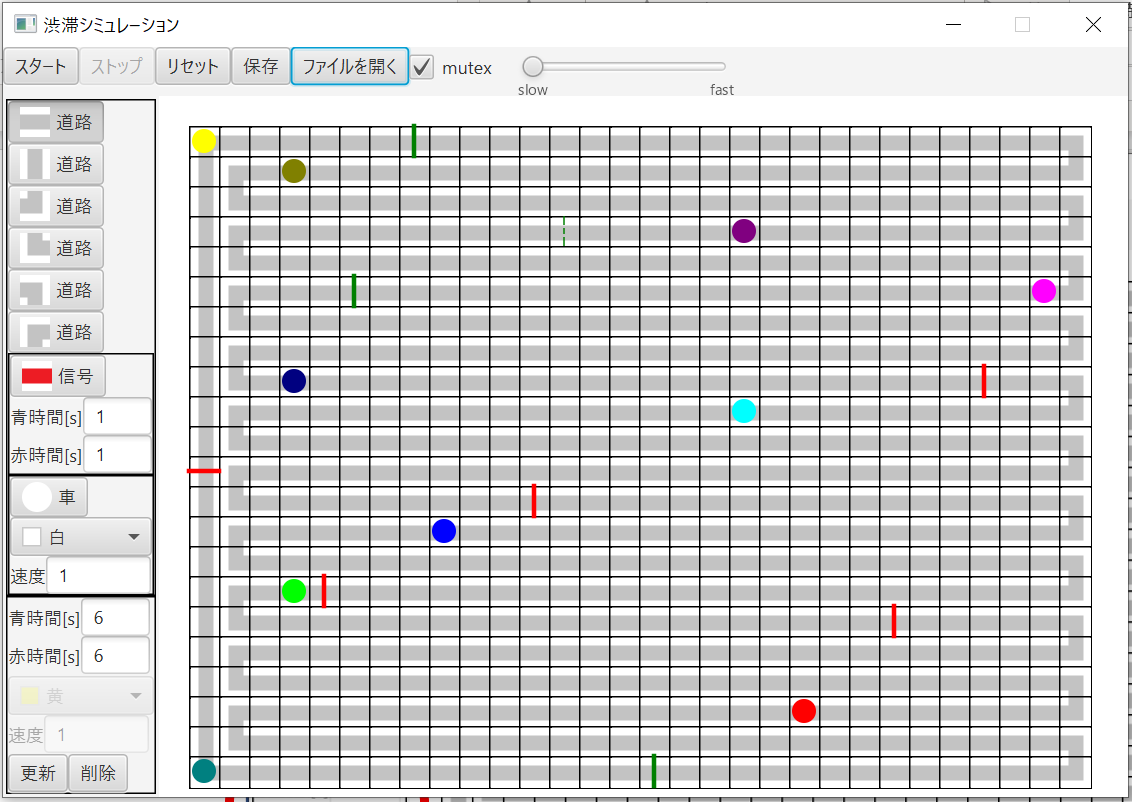 渋滞シミュレーション
スタート ストップ リセット 保存 ファイルを開く mutex
slow fast
道路
道路
道路
道路
道路
道路
信号
青時間[s] 1
赤時間[s] 1
車
白
速度 1
青時間[s] 6
赤時間[s] 6
黄
速度 1
更新 削除